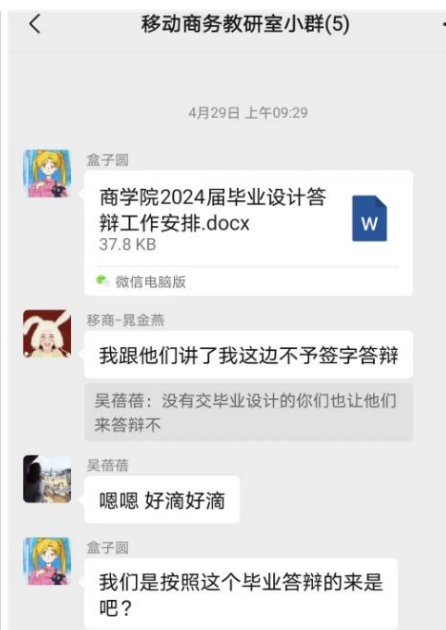 移动商务教研室小群(5)
4月29日 上午09:29
盒子圆
商学院2024届毕业设计答
辩工作安排.docx
W
37.8 KB
微信电脑版
移商-晁金燕
我跟他们讲了我这边不予签字答辩
吴蓓蓓：没有交毕业设计的你们也让他们
来答辩不
吴蓓蓓
嗯嗯 好滴好滴
盒子圆
我们是按照这个毕业答辩的来是
吧？